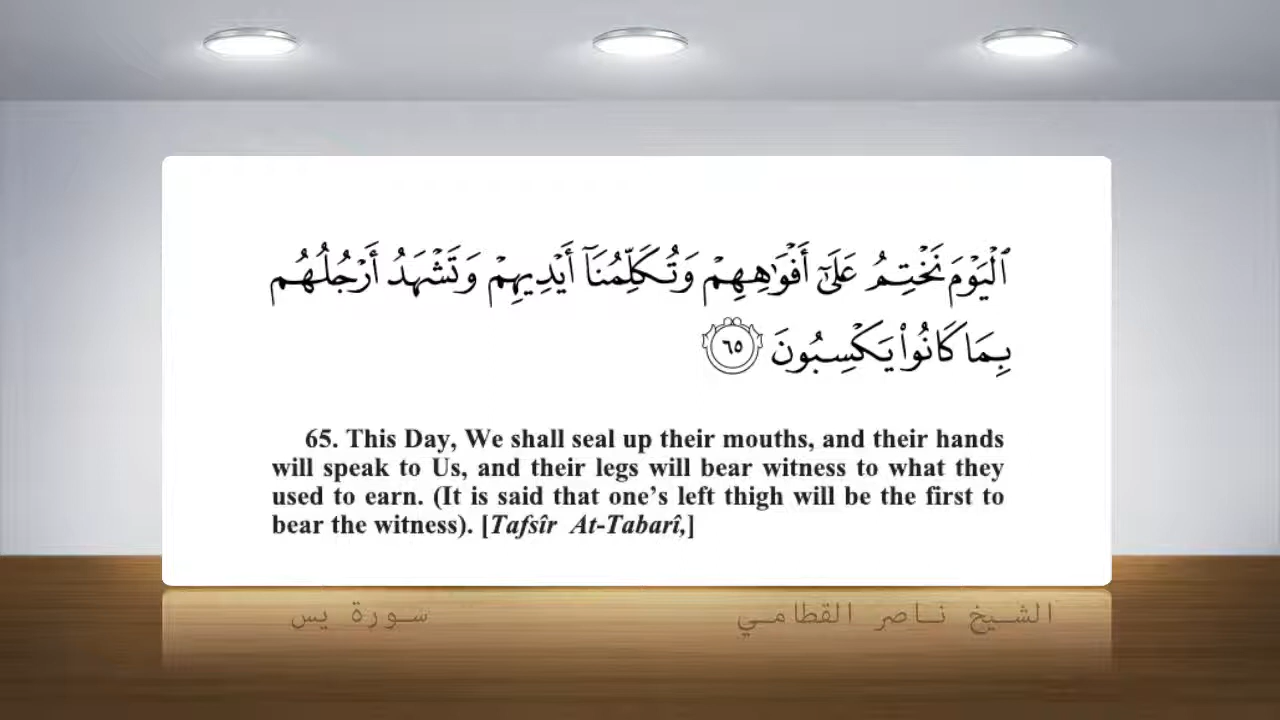 ٱلْيَوْمَ نَخْتِمُ عَلَىٰٓ أَفْوَٰهِهِمْ وَتُكَلِّمُنَآ أَيْدِيهِمْ وَتَشْهَدُ أَرْجُلُهُم
بِمَا كَانُوا۟ يَكْسِبُونَ ٦٥
65. This Day, We shall seal up their mouths, and their hands
will speak to Us, and their legs will bear witness to what they
used to earn. (It is said that one’s left thigh will be the first to
bear the witness). [Tafsîr At-Tabarî,]
الشيخ ناصر القطامي سورة يس